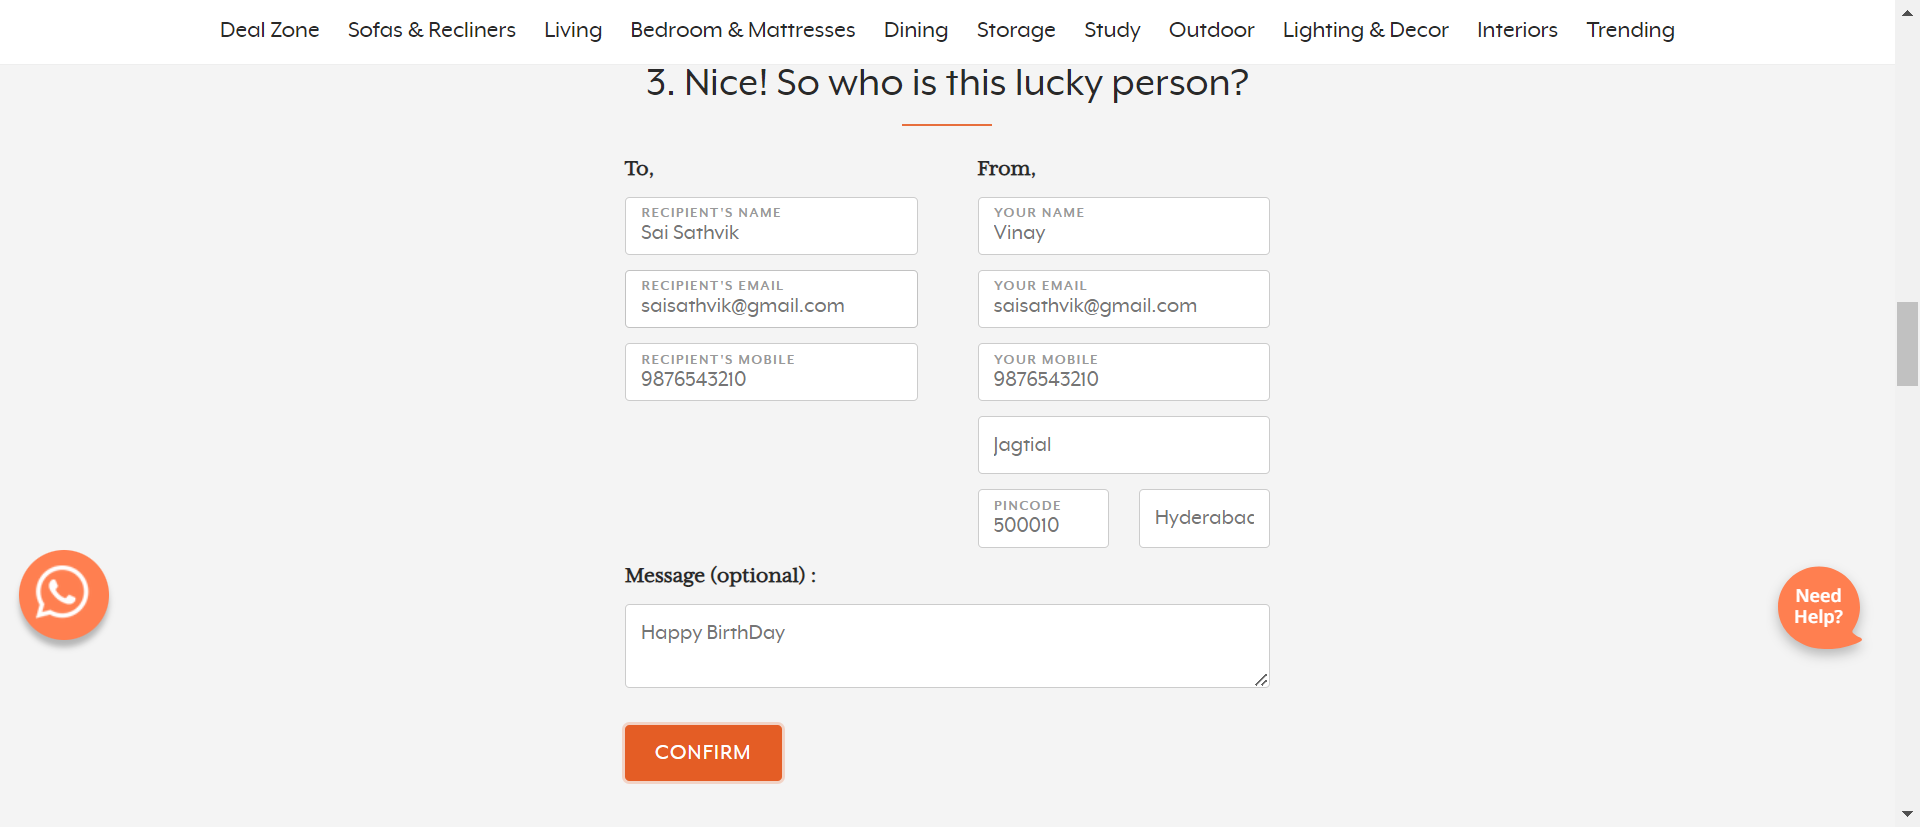 Deal Zone Sofas & Recliners Living Bedroom & Mattresses Dining Storage Study Outdoor Lighting & Decor Interiors Trending
3. Nice! So who is this lucky person?
To,
RECIPIENT'S NAME
Sai Sathvik
RECIPIENT'S EMAIL
saisathvik@gmail.com
RECIPIENT'S MOBILE
9876543210
From,
YOUR NAME
Vinay
YOUR EMAIL
saisathvik@gmail.com
YOUR MOBILE
9876543210
Jagtial
PINCODE
500010
Message (optional) :
Happy BirthDay
CONFIRM
Need
Help?